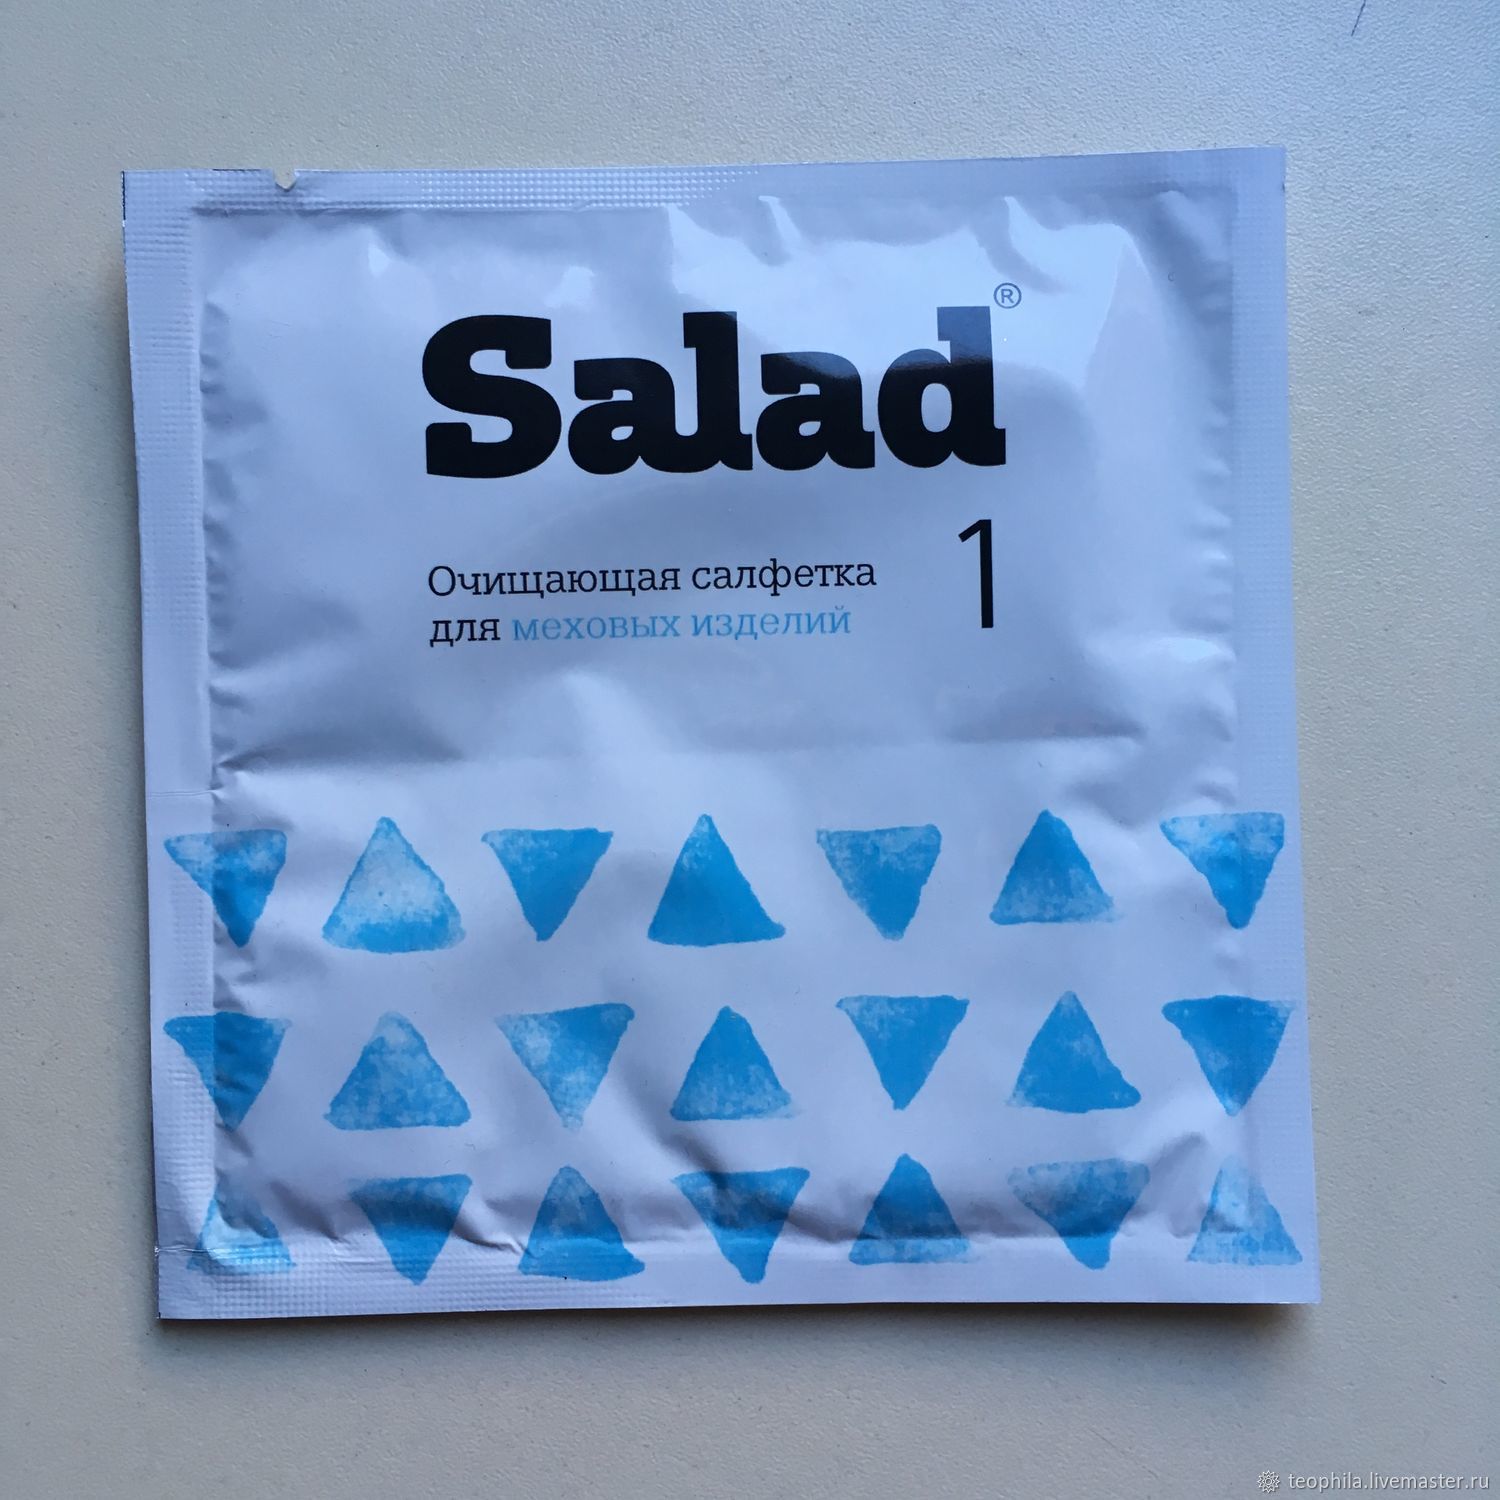 Salad®
1
Очищающая салфетка
для меховых изделий
teophila.livemaster.ru